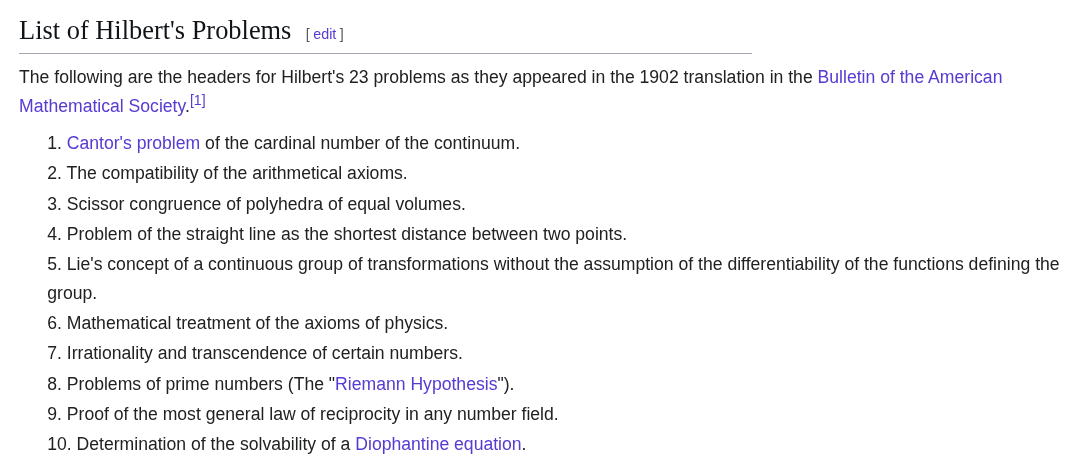 List of Hilbert's Problems [ edit ]
The following are the headers for Hilbert's 23 problems as they appeared in the 1902 translation in the Bulletin of the American
Mathematical Society.[1]
1. Cantor's problem of the cardinal number of the continuum.
2. The compatibility of the arithmetical axioms.
3. Scissor congruence of polyhedra of equal volumes.
4. Problem of the straight line as the shortest distance between two points.
5. Lie's concept of a continuous group of transformations without the assumption of the differentiability of the functions defining the
group.
6. Mathematical treatment of the axioms of physics.
7. Irrationality and transcendence of certain numbers.
8. Problems of prime numbers (The "Riemann Hypothesis").
9. Proof of the most general law of reciprocity in any number field.
10. Determination of the solvability of a Diophantine equation.